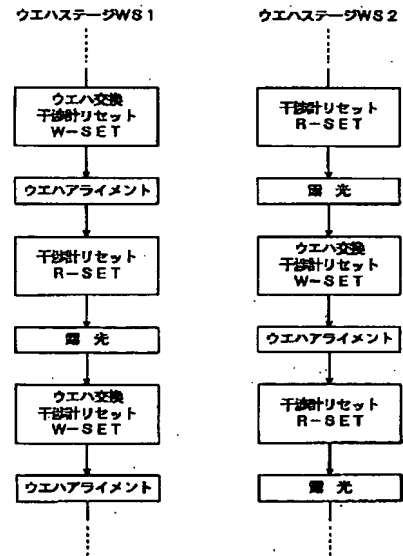 ウエハステージWS1
ウエハ交換
干渉計リセット
W-SET
ウエハアライメント
干渉計リセット
R-SET
露光
ウエハ交換
干渉計リセット
W-SET
ウエハアライメント
ウエハステージWS2
干渉計リセット
R-SET
露光
ウエハ交換
干渉計リセット
W-SET
ウエハアライメント
干渉計リセット
R-SET
露光